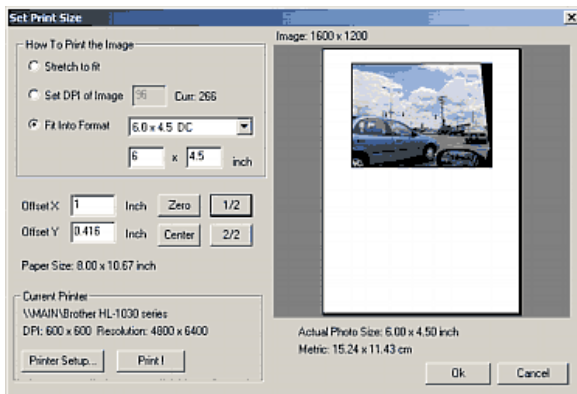 Set Print Size
How To Print the Image
Stretch to fit
Set DPI of Image 96 Curr: 266
Fit Into Format 6.0 x 4.5 DC
6 x 4.5 inch
Offset X 1 Inch Zero 1/2
Offset Y 0.416 Inch Center 2/2
Paper Size: 8.00 x 10.67 inch
Current Printer
\\MAIN\Brother HL-1030 series
DPI: 600 x 600 Resolution: 4800 x 6400
Printer Setup... Print !
Image: 1600 x 1200
Actual Photo Size: 6.00 x 4.50 inch
Metric: 15.24 x 11.43 cm
Ok Cancel